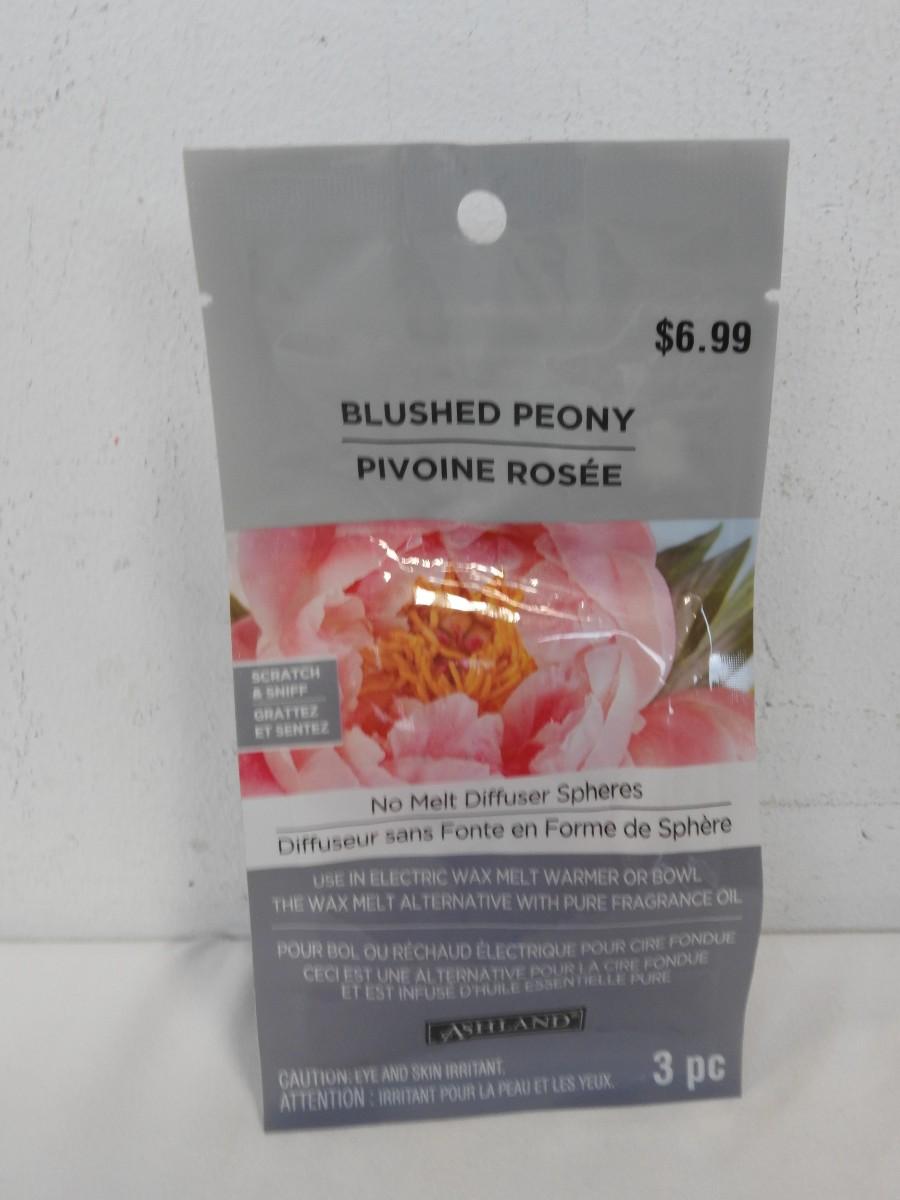 $6.99
BLUSHED PEONY
PIVOINE ROSÉE
SCRATCH
& SNIFF
GRATTEZ
ET SENTEZ
No Melt Diffuser Spheres
Diffuseur sans Fonte en Forme de Sphère
USE IN ELECTRIC WAX MELT WARMER OR BOWL
THE WAX MELT ALTERNATIVE WITH PURE FRAGRANCE OIL
POUR BOL OU RÉCHAUD ÉLECTRIQUE POUR CIRE FONDUE
CECI EST UNE ALTERNATIVE POUR LA CIRE FONDUE
ET EST INFUSÉ D'HUILE ESSENTIELLE PURE
ASHLAND®
CAUTION: EYE AND SKIN IRRITANT.
ATTENTION : IRRITANT POUR LA PEAU ET LES YEUX.
3 pc